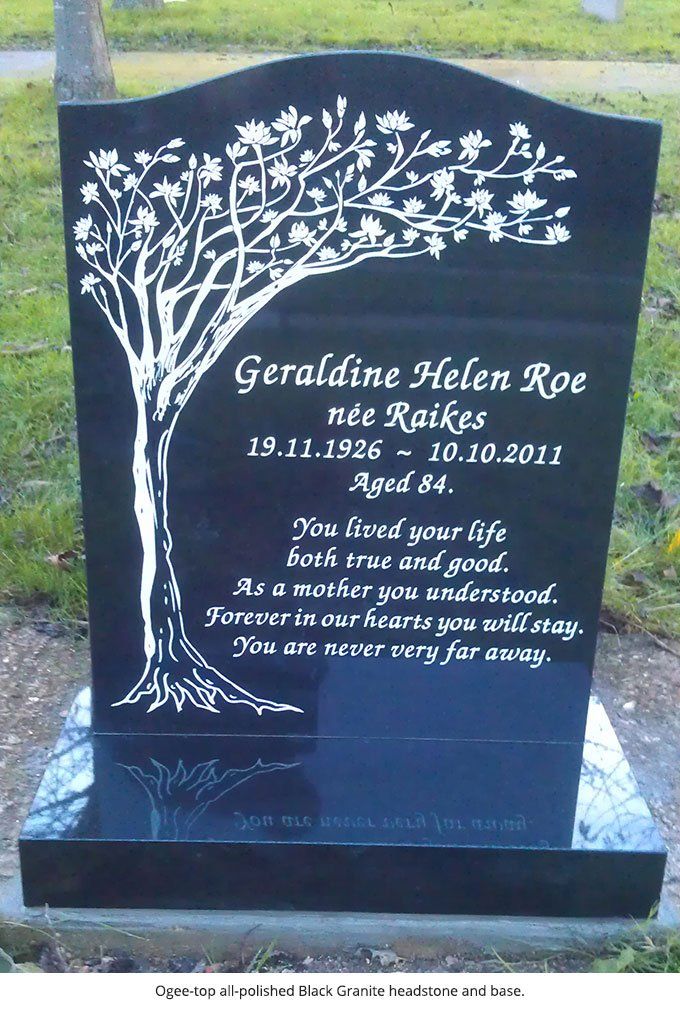 Geraldine Helen Roe
née Raikes
19.11.1926 ~ 10.10.2011
Aged 84.
You lived your life
both true and good.
As a mother you understood.
Forever in our hearts you will stay.
You are never very far away.
Ogee-top all-polished Black Granite headstone and base.